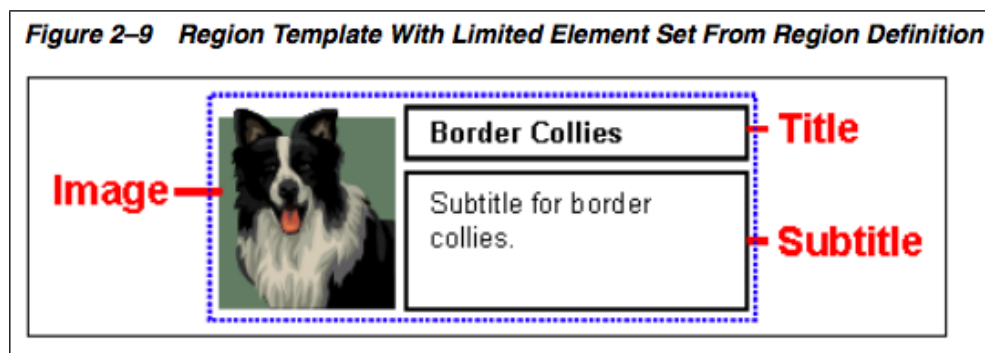 Figure 2–9 Region Template With Limited Element Set From Region Definition
Border Collies
Title
Image
Subtitle for border
collies.
Subtitle